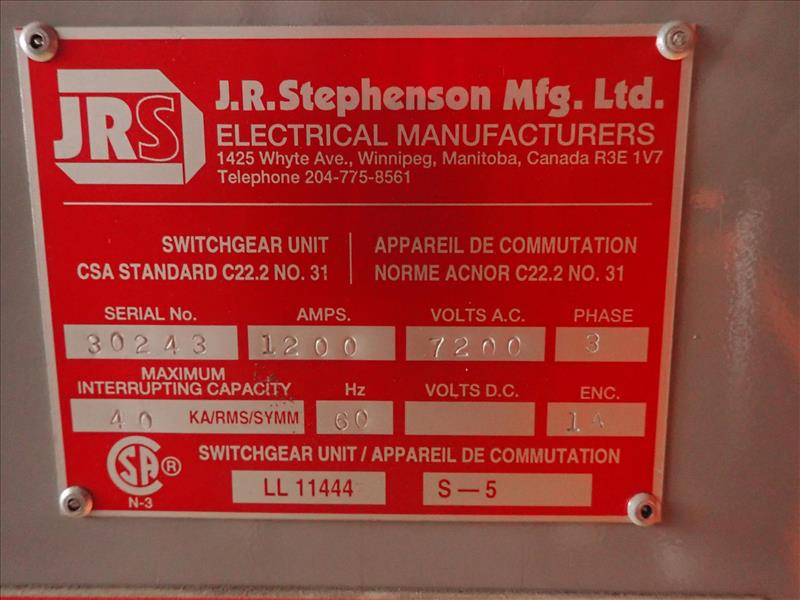 JRS
J.R.Stephenson Mfg. Ltd.
ELECTRICAL MANUFACTURERS
1425 Whyte Ave., Winnipeg, Manitoba, Canada R3E 1V7
Telephone 204-775-8561
SWITCHGEAR UNIT | APPAREIL DE COMMUTATION
CSA STANDARD C22.2 NO. 31 | NORME ACNOR C22.2 NO. 31
SERIAL No. AMPS. VOLTS A.C. PHASE
30243 1200 7200 3
MAXIMUM
INTERRUPTING CAPACITY Hz VOLTS D.C. ENC.
40 KA/RMS/SYMM 60 1A
SA ® SWITCHGEAR UNIT / APPAREIL DE COMMUTATION
N-3 LL 11444 S — 5